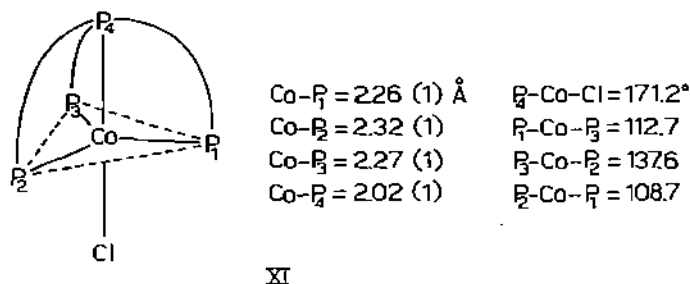 P4
P3
Co
P1
P2
Cl
Co-P1 = 2.26 (1) Å
Co-P2 = 2.32 (1)
Co-P3 = 2.27 (1)
Co-P4 = 2.02 (1)
P4-Co-Cl = 171.2°
P1-Co-P3 = 112.7
P3-Co-P2 = 137.6
P2-Co-P1 = 108.7
XI